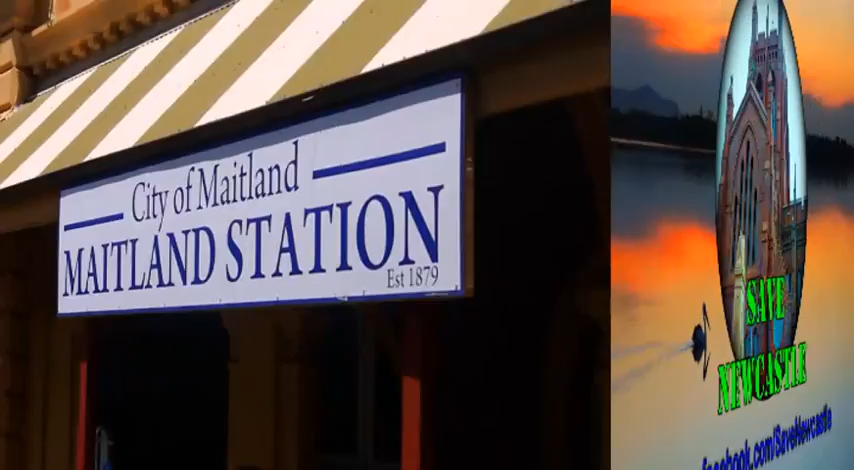 City of Maitland
MAITLAND STATION
Est 1879
SAVE
NEWCASTLE
facebook.com/SaveNewcastle